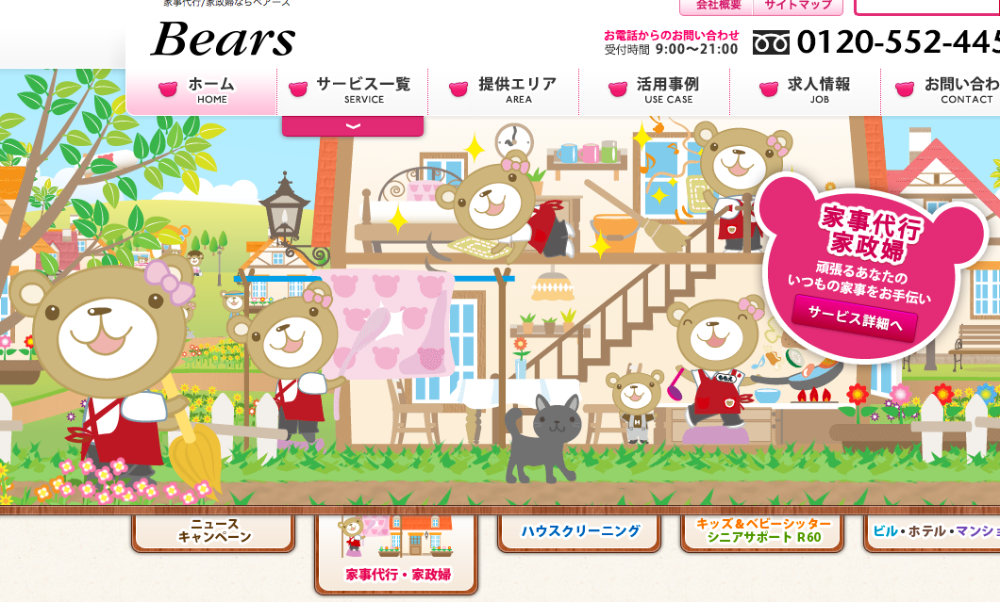 家事代行/家政婦ならベアーズ
会社概要
サイトマップ
Bears
お電話からのお問い合わせ
受付時間 9:00〜21:00
0120-552-445
ホーム
HOME
サービス一覧
SERVICE
提供エリア
AREA
活用事例
USE CASE
求人情報
JOB
お問い合わ
CONTACT
家事代行
家政婦
頑張るあなたの
いつもの家事をお手伝い
サービス詳細へ
ももえ
ニュース
キャンペーン
家事代行・家政婦
ハウスクリーニング
キッズ&ベビーシッター
シニアサポート R60
ビル・ホテル・マンシ